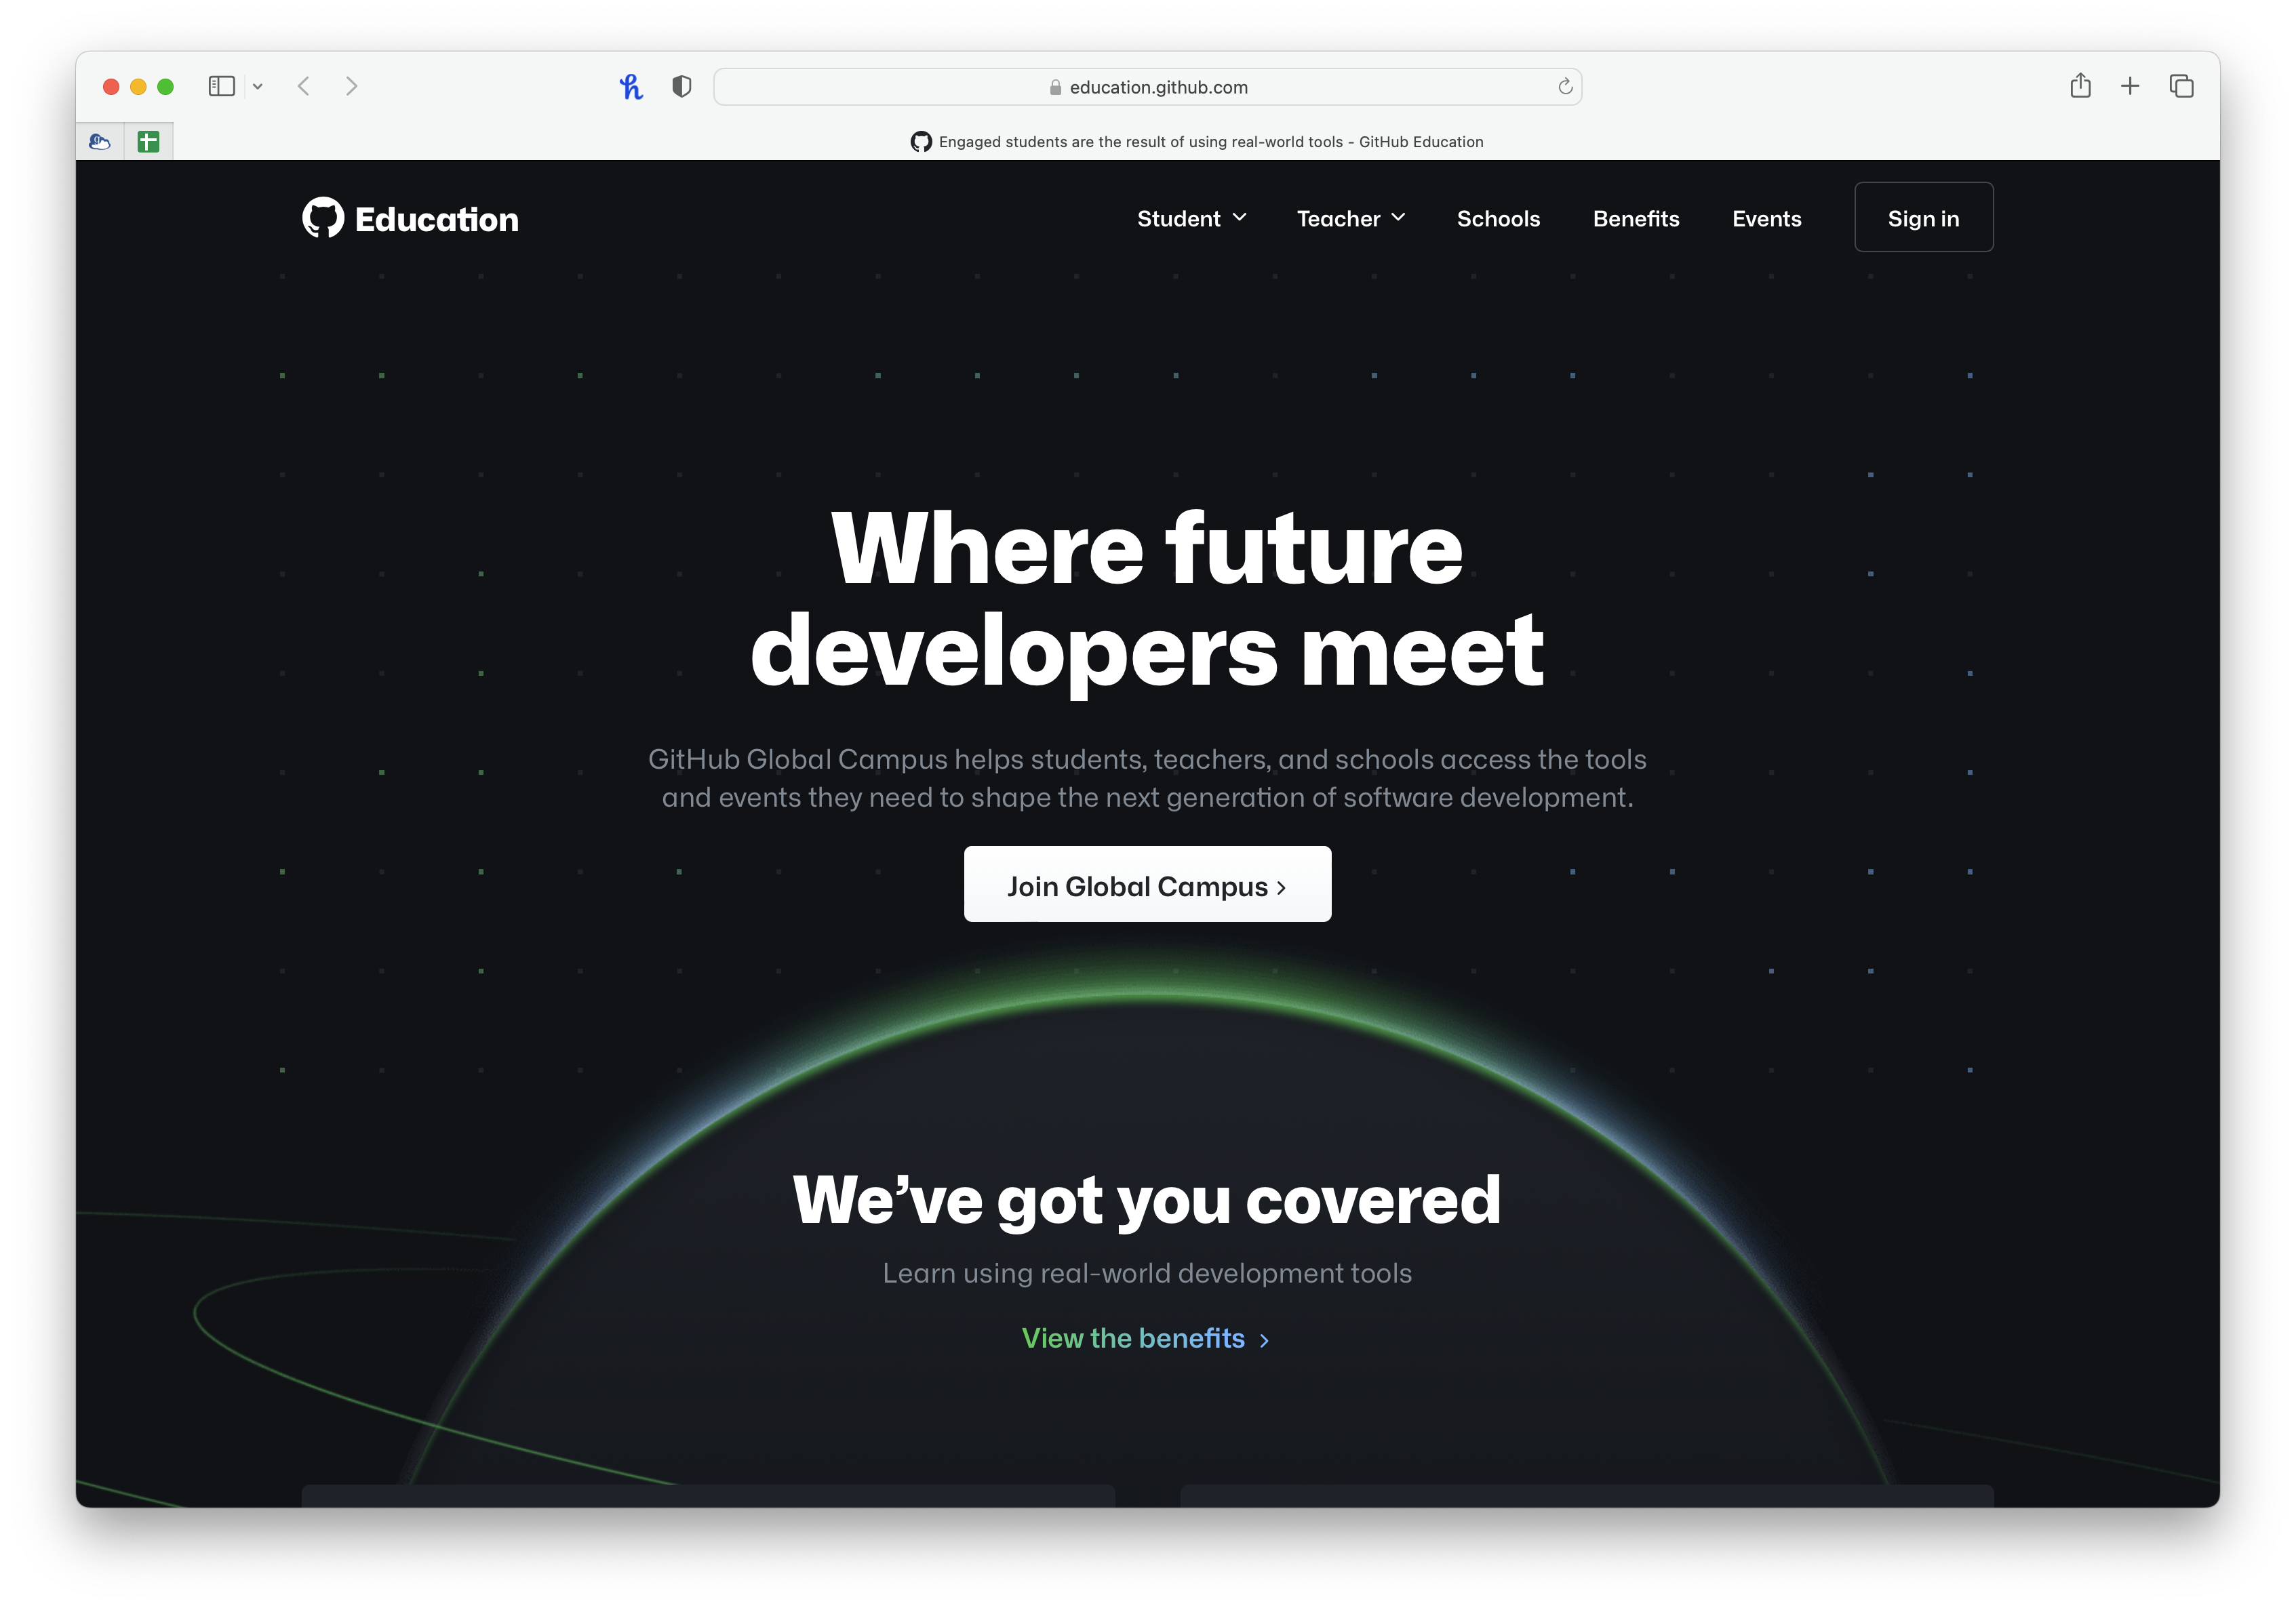 education.github.com
Engaged students are the result of using real-world tools - GitHub Education
Education
Student
Teacher
Schools
Benefits
Events
Sign in
Where future
developers meet
GitHub Global Campus helps students, teachers, and schools access the tools
and events they need to shape the next generation of software development.
Join Global Campus ›
We’ve got you covered
Learn using real-world development tools
View the benefits ›